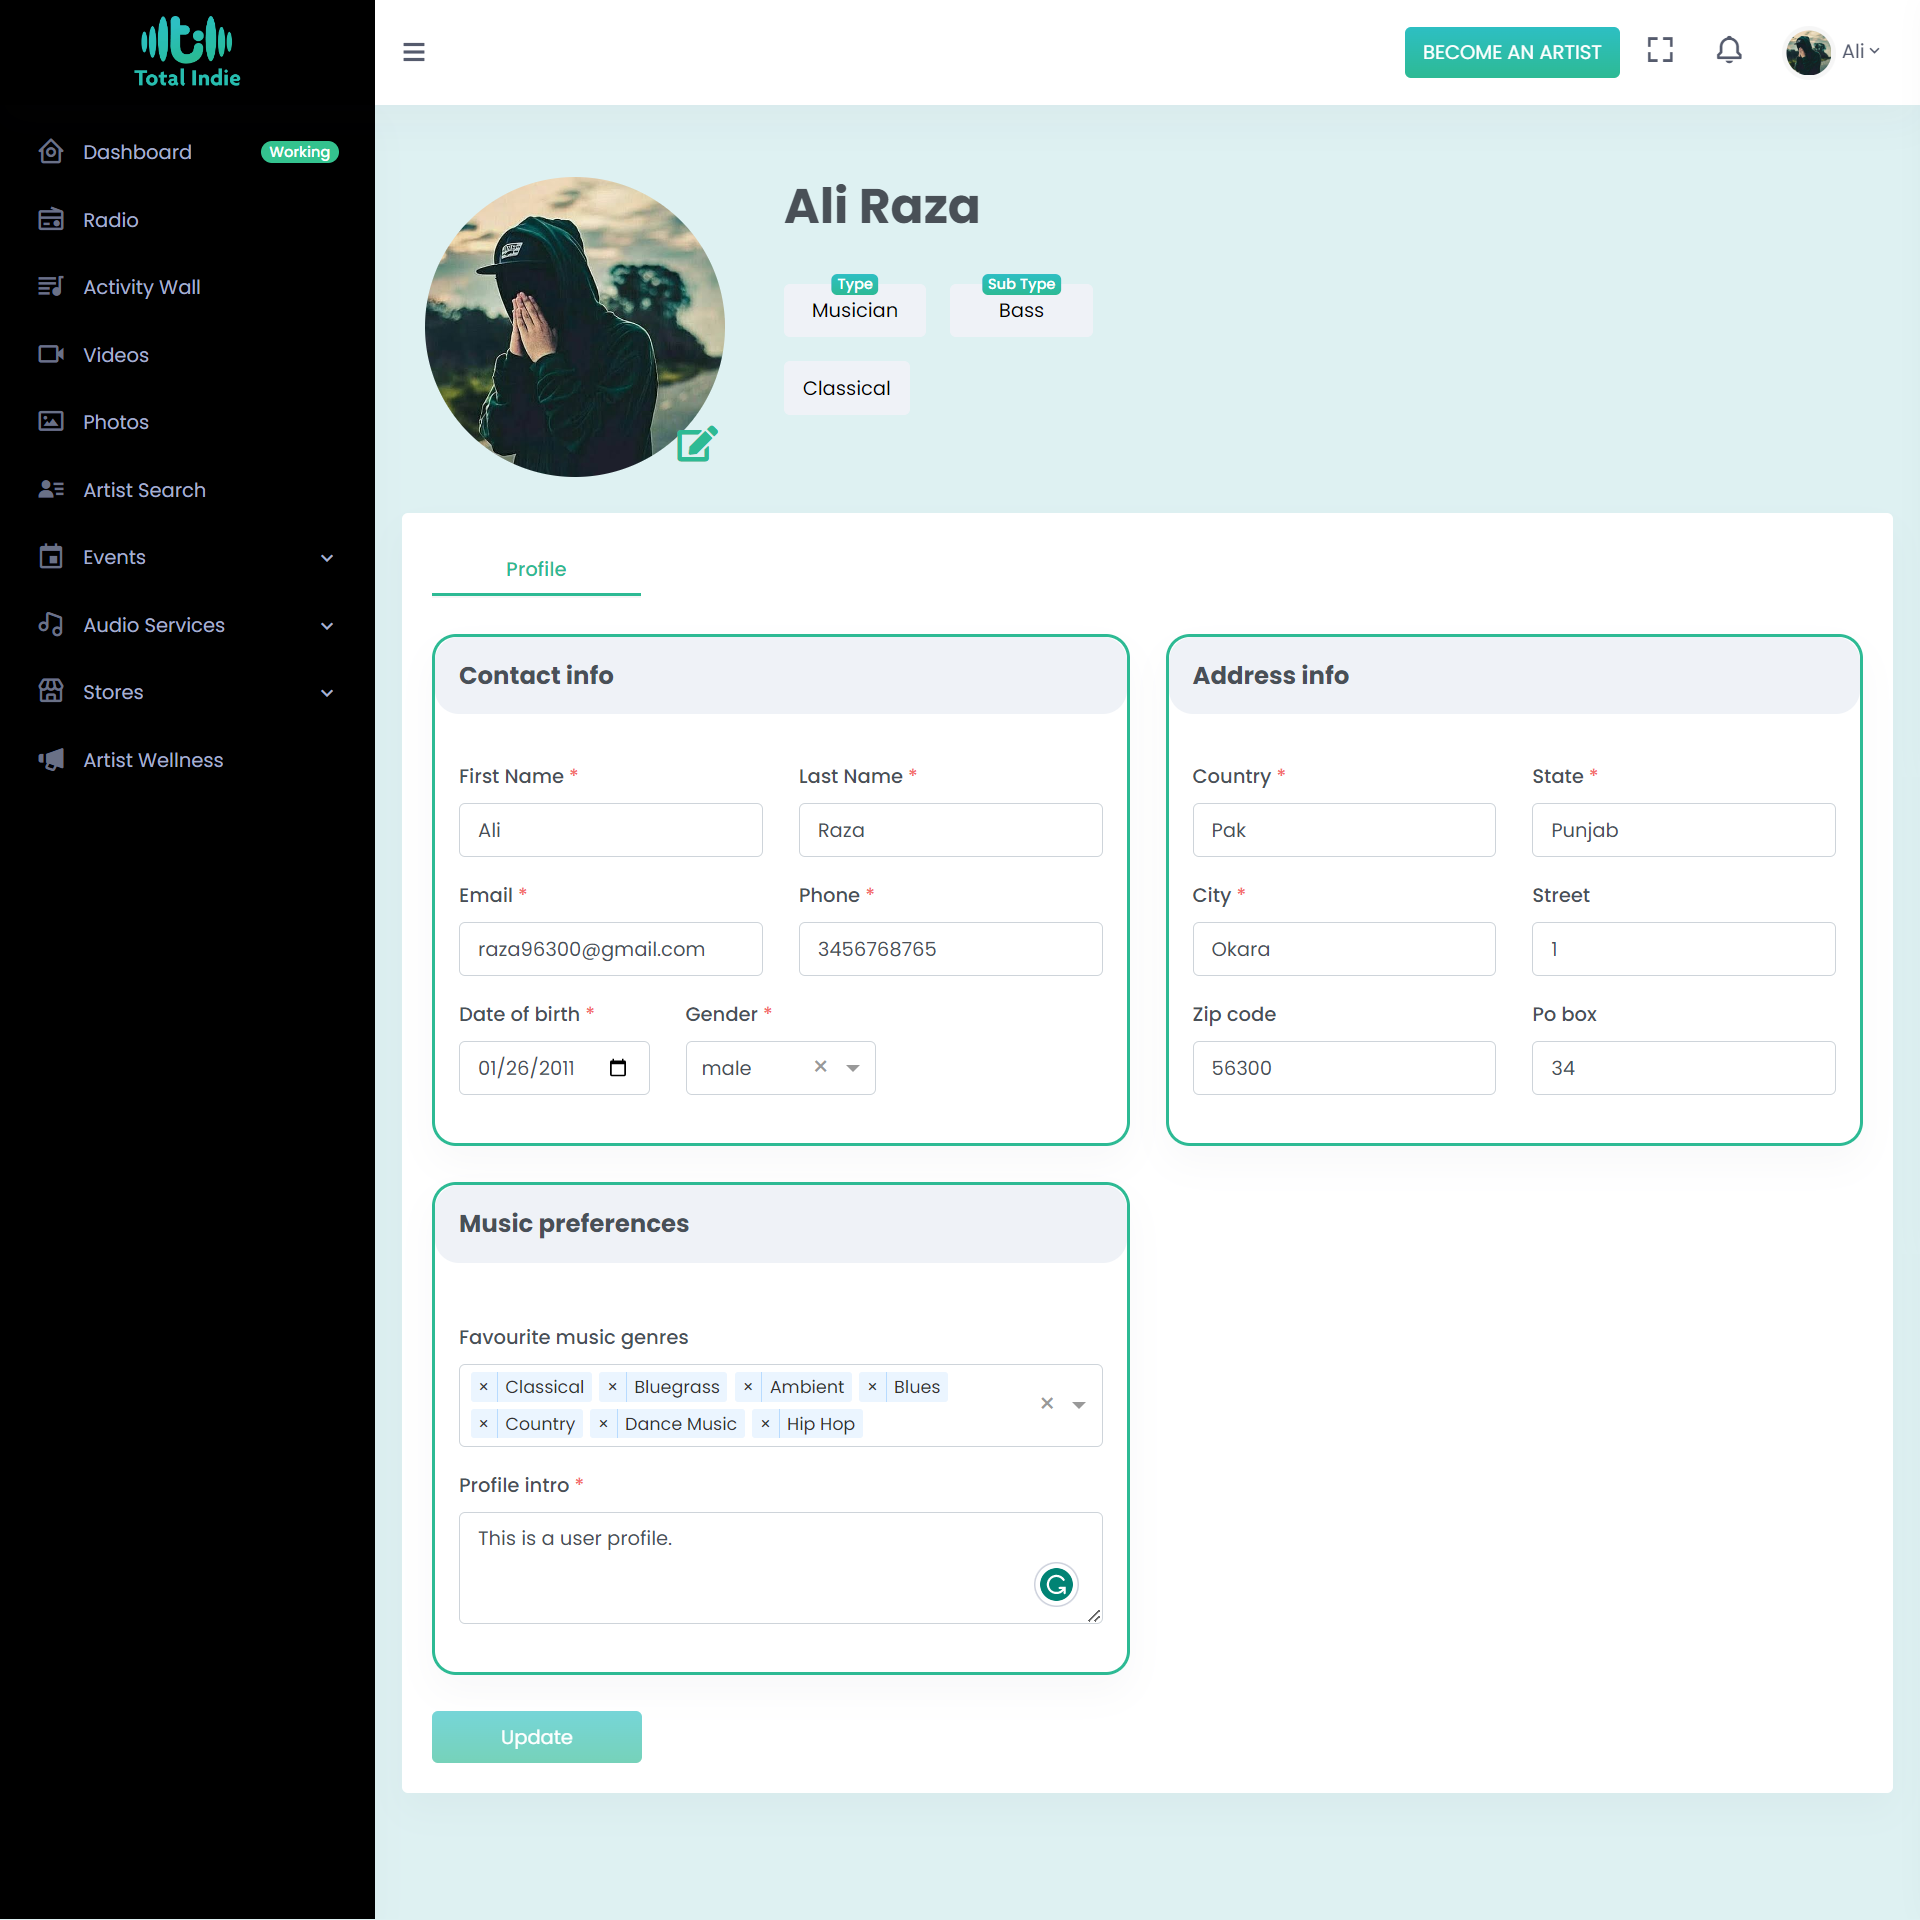 Total Indie
BECOME AN ARTIST
Ali
Dashboard
Working
Radio
Activity Wall
Videos
Photos
Artist Search
Events
Audio Services
Stores
Artist Wellness
Ali Raza
Type
Musician
Sub Type
Bass
Classical
Profile
Contact info
First Name *
Last Name *
Ali
Raza
Email *
Phone *
raza96300@gmail.com
3456768765
Date of birth *
Gender *
01/26/2011
male
Address info
Country *
State *
Pak
Punjab
City *
Street
Okara
1
Zip code
Po box
56300
34
Music preferences
Favourite music genres
× Classical × Bluegrass × Ambient × Blues
× Country × Dance Music × Hip Hop
Profile intro *
This is a user profile.
Update